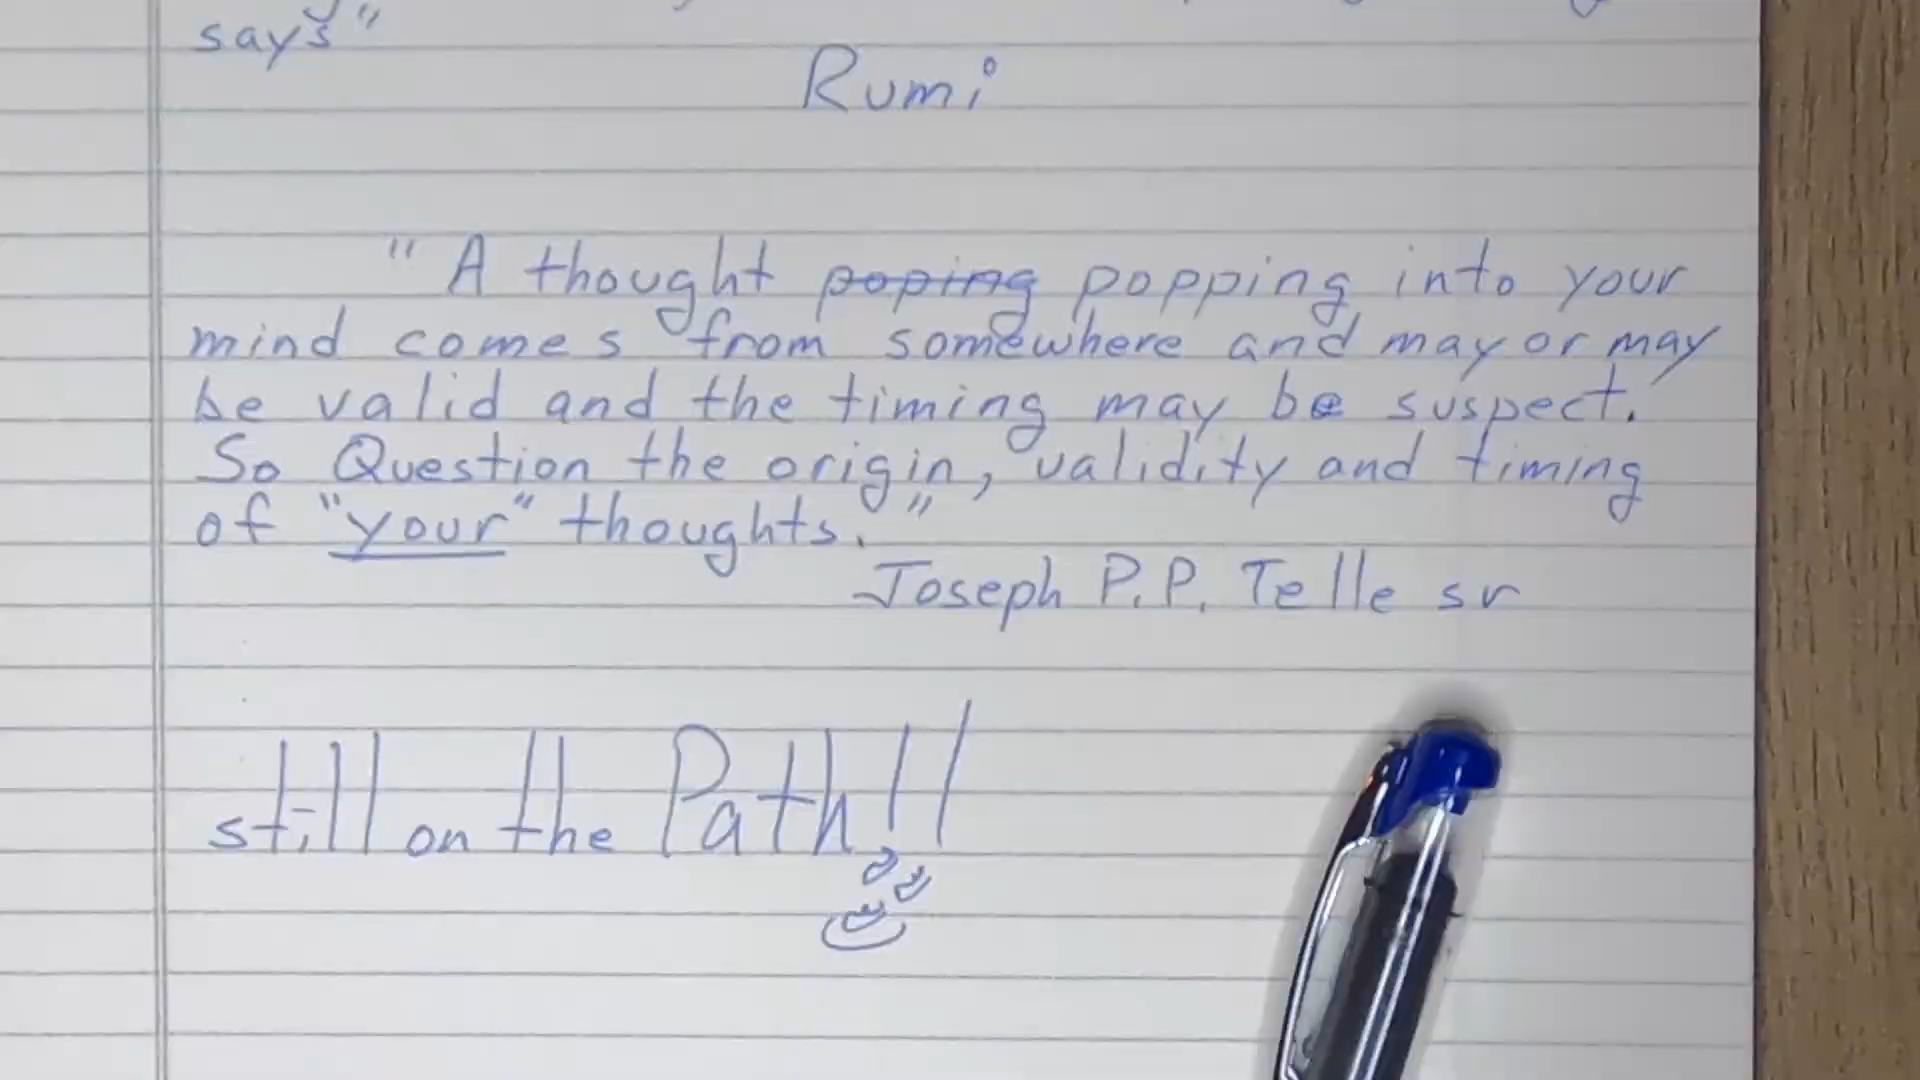 says"
Rumi
"A thought poping popping into your
mind comes from somewhere and may or may
be valid and the timing may be suspect.
So Question the origin, validity and timing
of "your" thoughts."
Joseph P.P. Telle sr
still on the Path!!